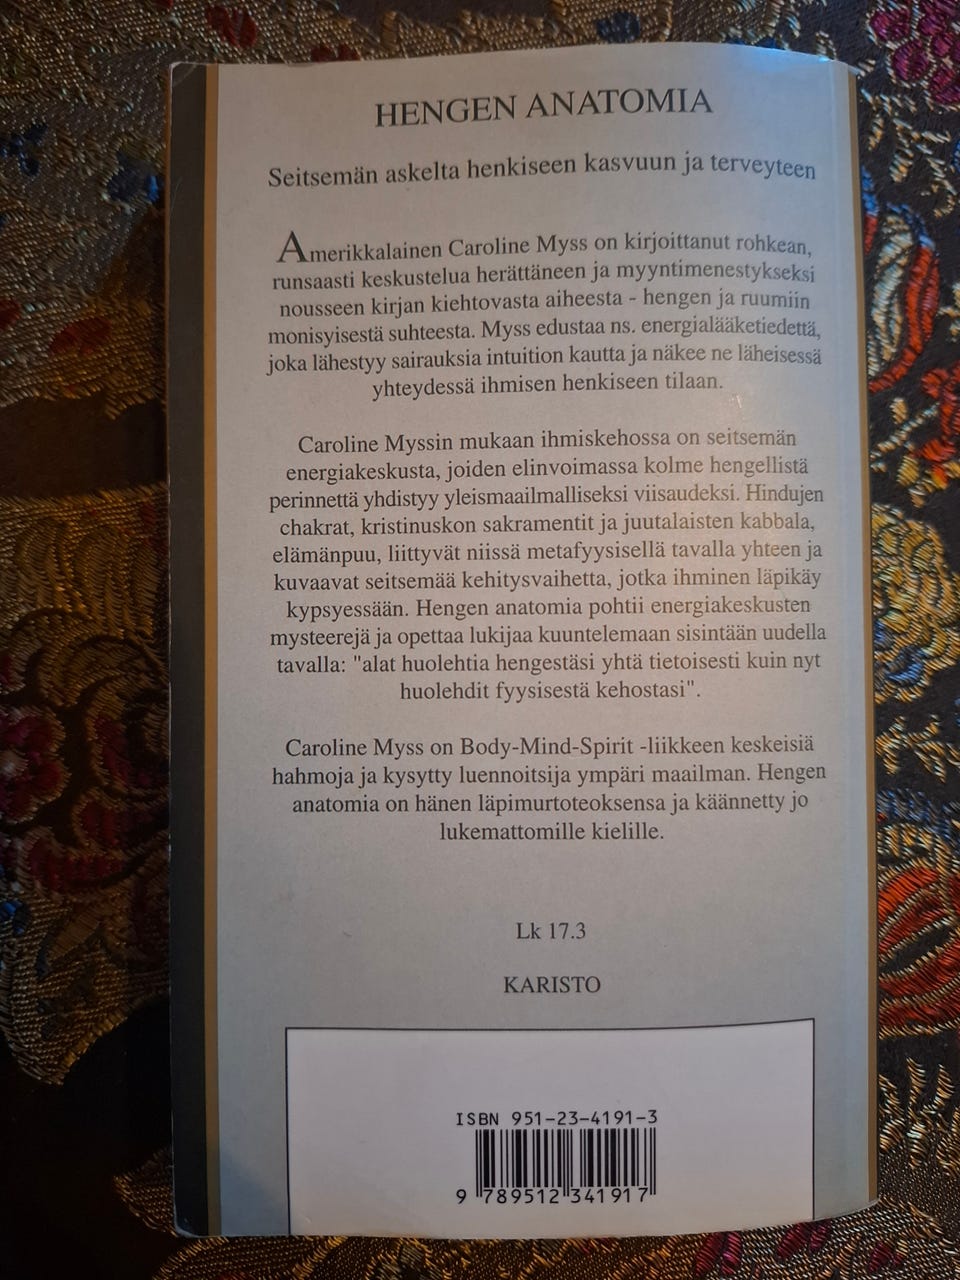 HENGEN ANATOMIA
Seitsemän askelta henkiseen kasvuun ja terveyteen
Amerikkalainen Caroline Myss on kirjoittanut rohkean,
runsaasti keskustelua herättäneen ja myyntimenestykseksi
nousseen kirjan kiehtovasta aiheesta - hengen ja ruumiin
monisyisestä suhteesta. Myss edustaa ns. energialääketiedettä,
joka lähestyy sairauksia intuition kautta ja näkee ne läheisessä
yhteydessä ihmisen henkiseen tilaan.
Caroline Myssin mukaan ihmiskehossa on seitsemän
energiakeskusta, joiden elinvoimassa kolme hengellistä
perinnettä yhdistyy yleismaailmalliseksi viisaudeksi. Hindujen
chakrat, kristinuskon sakramentit ja juutalaisten kabbala,
elämänpuu, liittyvät niissä metafyysisellä tavalla yhteen ja
kuvaavat seitsemää kehitysvaihetta, jotka ihminen läpikäy
kypsyessään. Hengen anatomia pohtii energiakeskusten
mysteerejä ja opettaa lukijaa kuuntelemaan sisintään uudella
tavalla: "alat huolehtia hengestäsi yhtä tietoisesti kuin nyt
huolehdit fyysisestä kehostasi".
Caroline Myss on Body-Mind-Spirit -liikkeen keskeisiä
hahmoja ja kysytty luennoitsija ympäri maailman. Hengen
anatomia on hänen läpimurtoteoksensa ja käännetty jo
lukemattomille kielille.
Lk 17.3
KARISTO
ISBN 951-23-4191-3
9 789512 341917